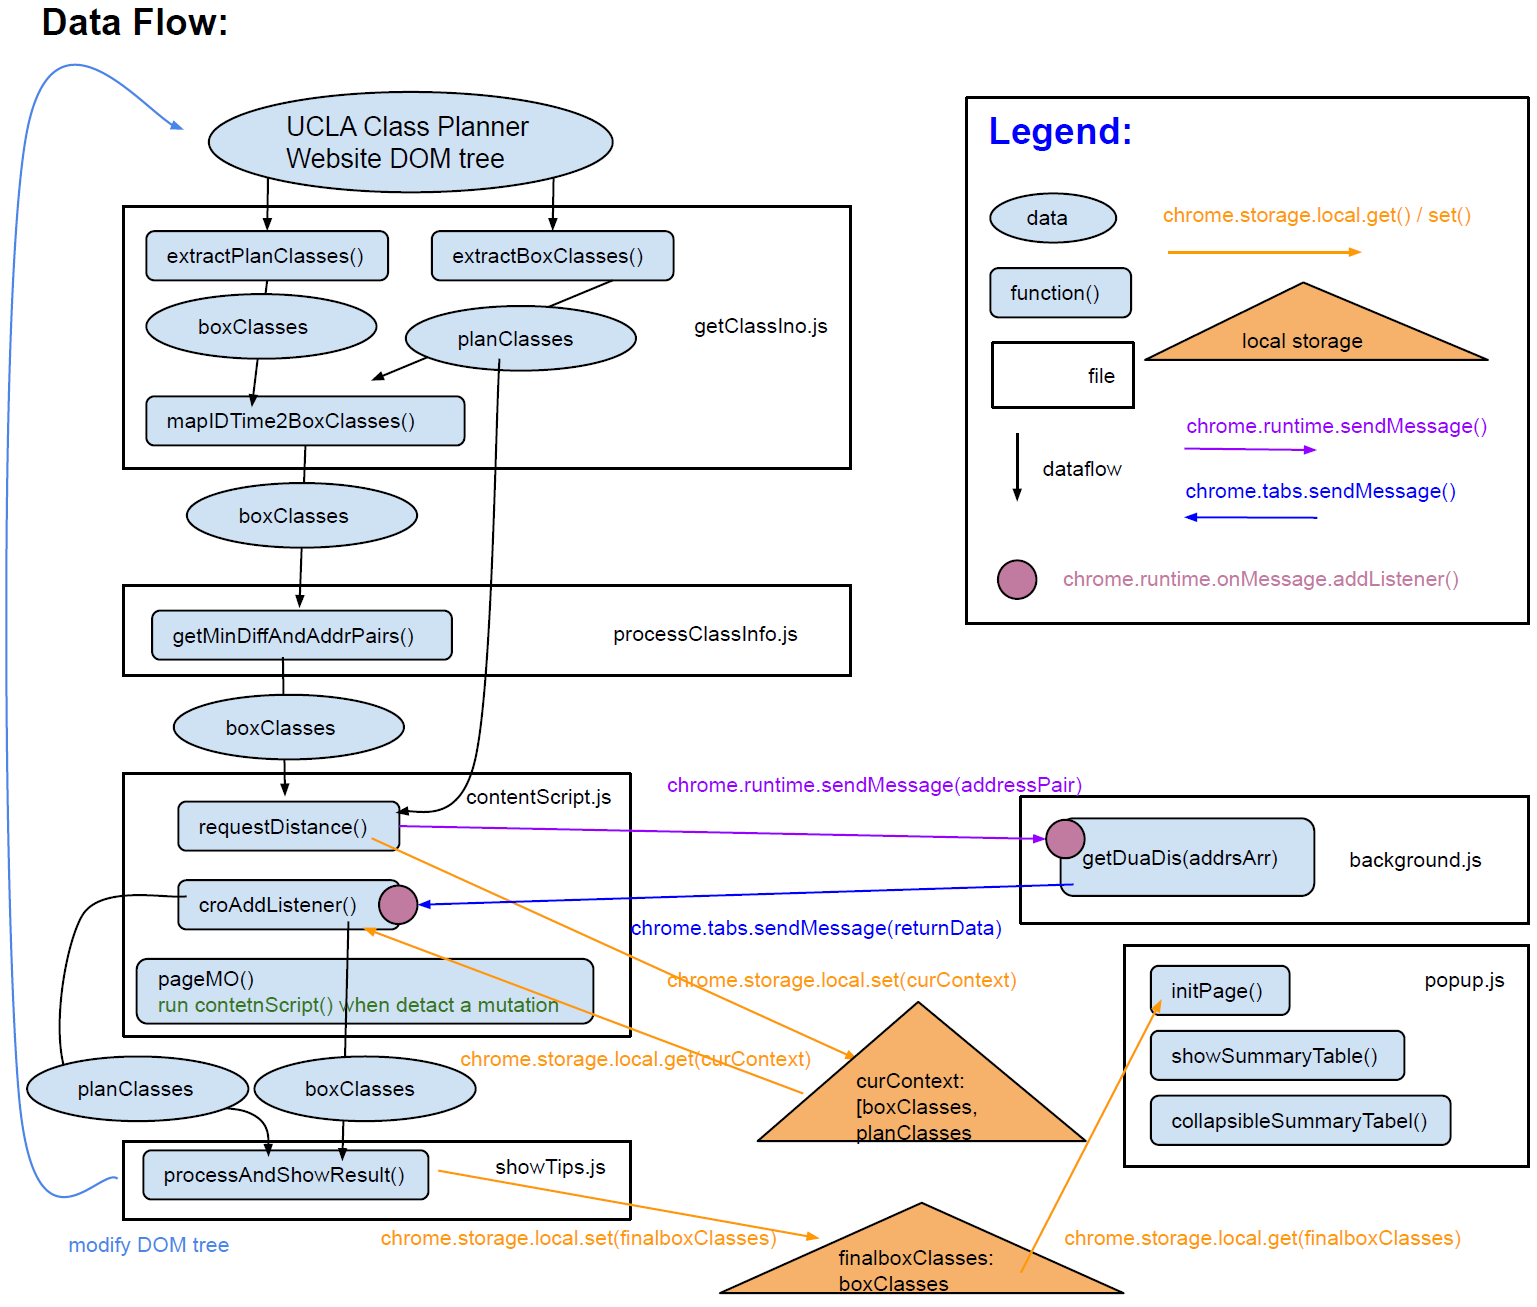 Data Flow:
UCLA Class Planner
Website DOM tree
extractPlanClasses()
extractBoxClasses()
boxClasses
planClasses
getClassIno.js
mapIDTime2BoxClasses()
boxClasses
getMinDiffAndAddrPairs()
processClassInfo.js
boxClasses
contentScript.js
requestDistance()
croAddListener()
pageMO()
run contetnScript() when detact a mutation
planClasses
boxClasses
processAndShowResult()
showTips.js
modify DOM tree
Legend:
data
chrome.storage.local.get() / set()
function()
local storage
file
chrome.runtime.sendMessage()
dataflow
chrome.tabs.sendMessage()
chrome.runtime.onMessage.addListener()
chrome.runtime.sendMessage(addressPair)
getDuaDis(addrsArr)
background.js
chrome.tabs.sendMessage(returnData)
chrome.storage.local.set(curContext)
chrome.storage.local.get(curContext)
curContext:
[boxClasses,
planClasses
initPage()
popup.js
showSummaryTable()
collapsibleSummaryTabel()
chrome.storage.local.set(finalboxClasses)
finalboxClasses:
boxClasses
chrome.storage.local.get(finalboxClasses)